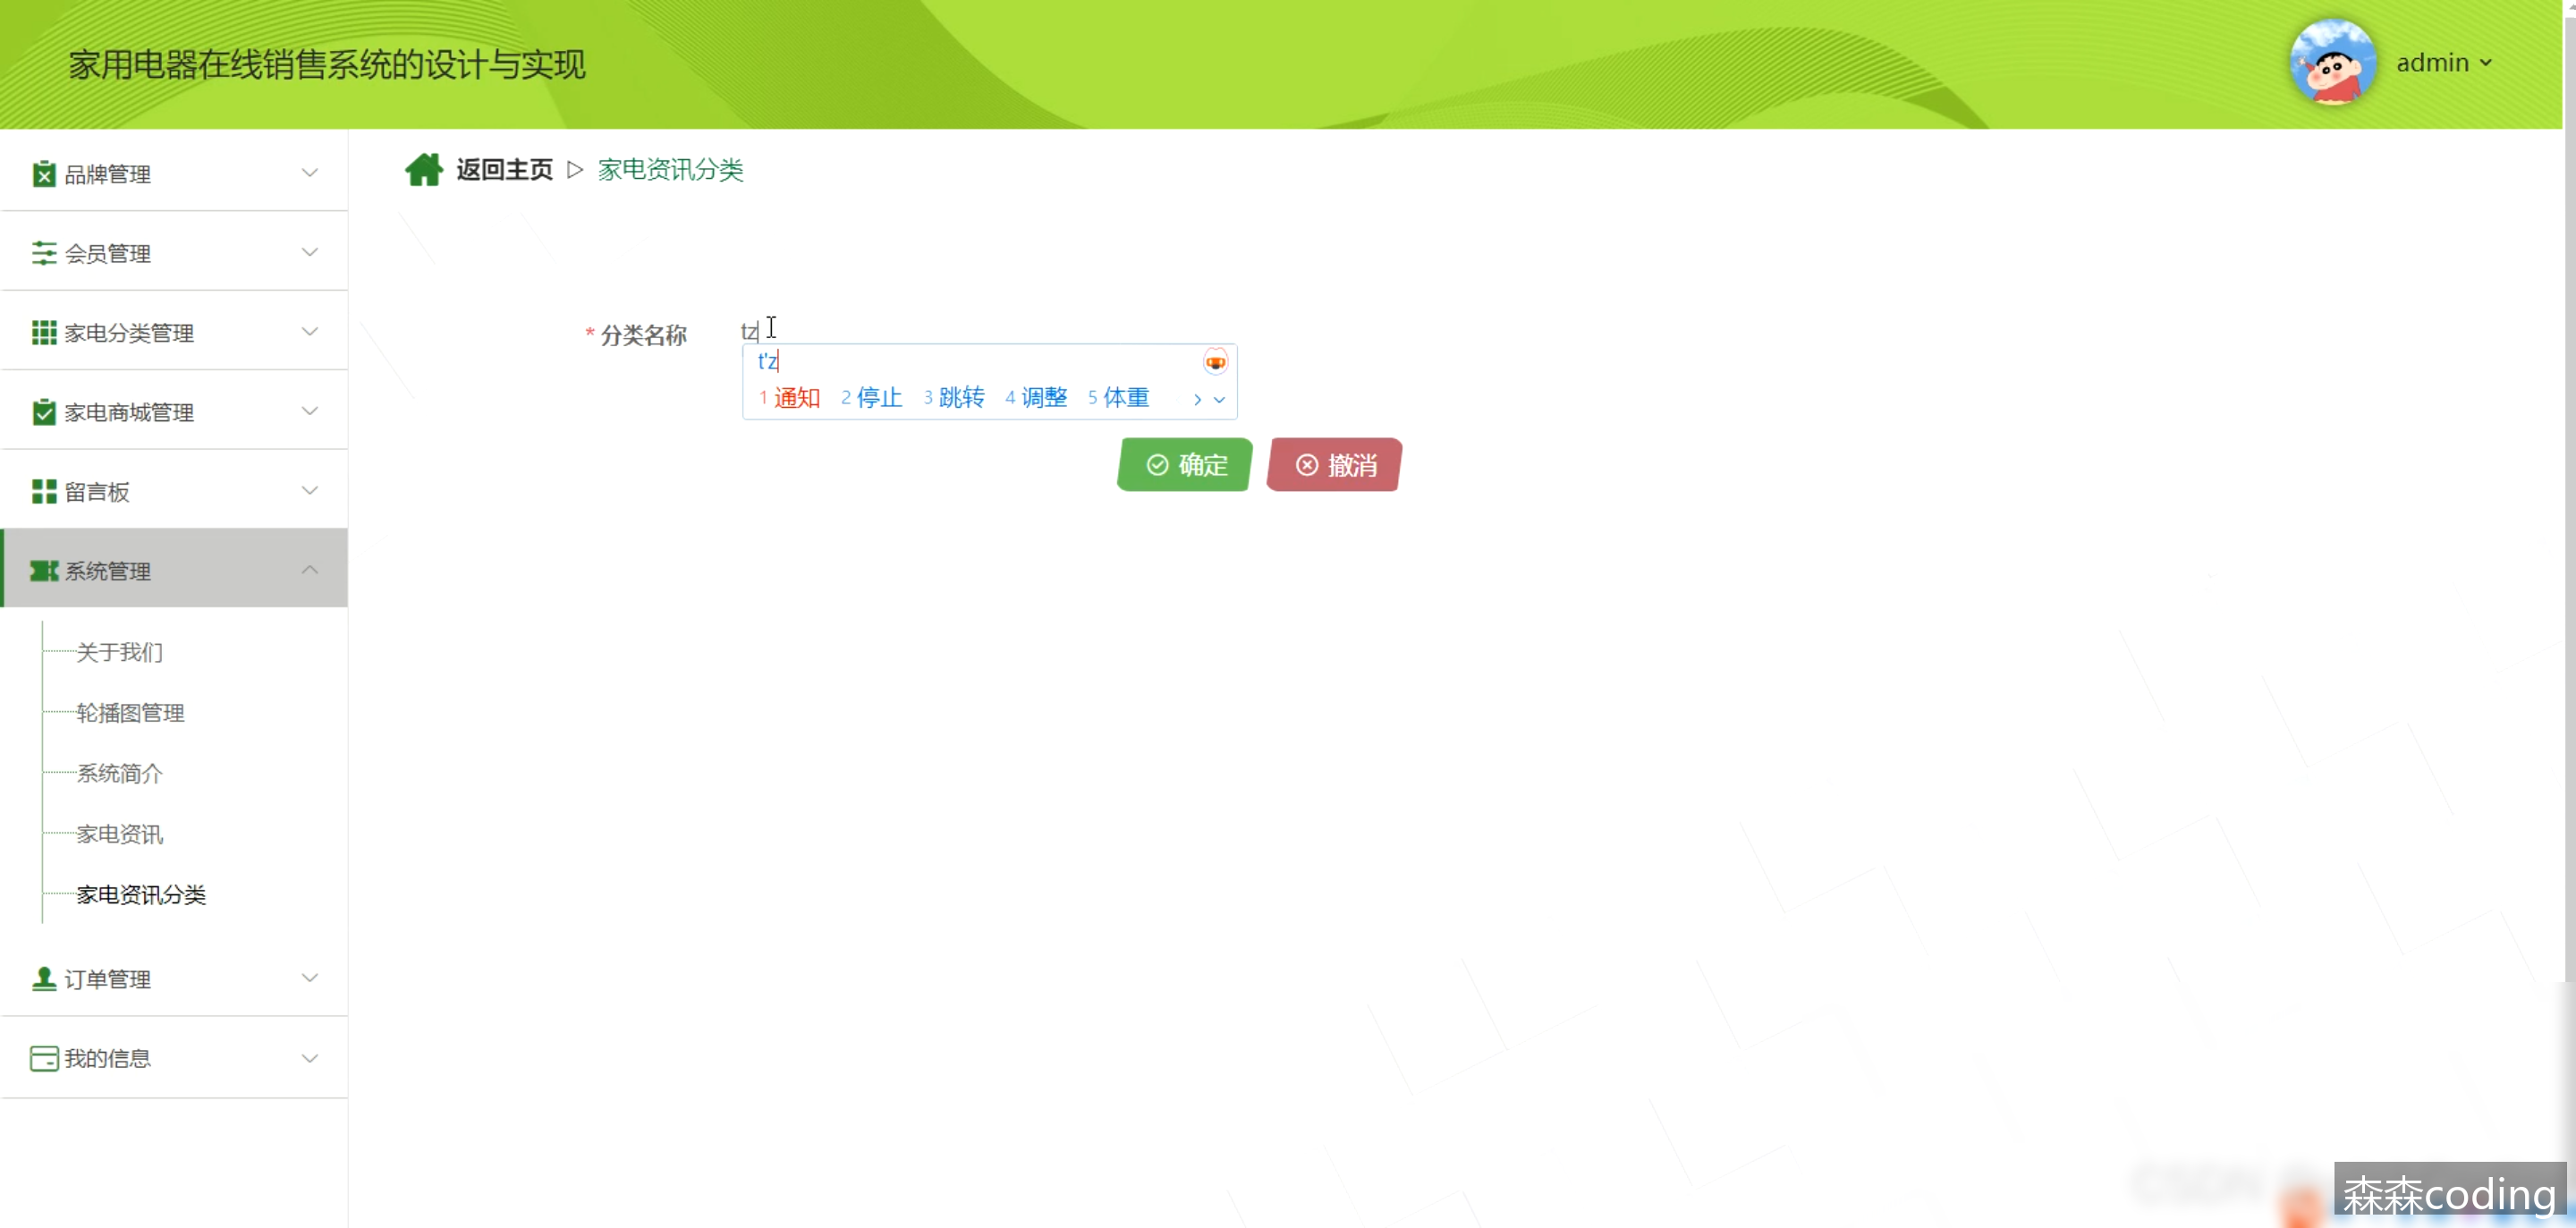 家用电器在线销售系统的设计与实现
admin
品牌管理
会员管理
家电分类管理
家电商城管理
留言板
系统管理
关于我们
轮播图管理
系统简介
家电资讯
家电资讯分类
订单管理
我的信息
返回主页 ▷ 家电资讯分类
* 分类名称 tz
t'z
1 通知 2 停止 3 跳转 4 调整 5 体重
确定 撤消
CSDN
森森coding